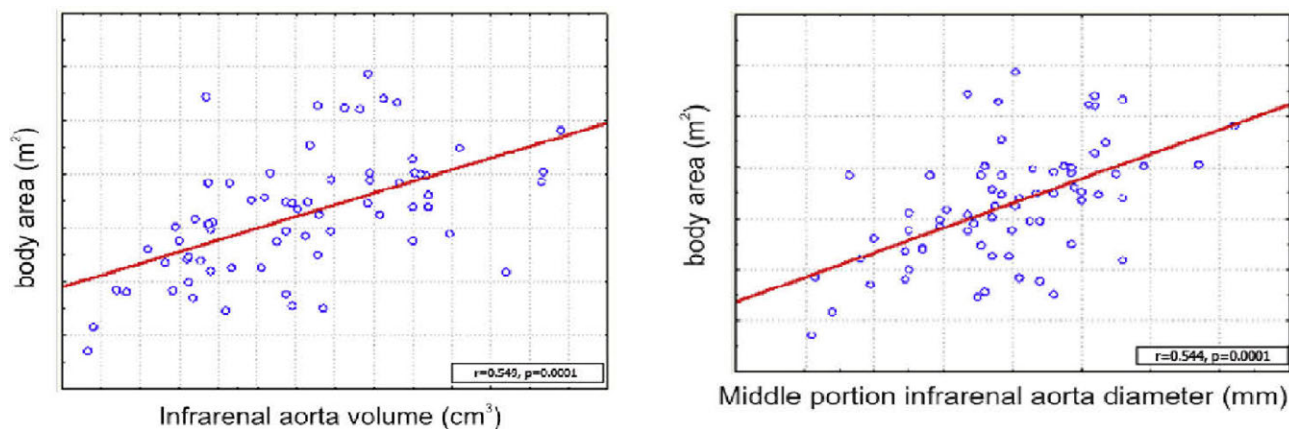 body area (m²)
r=0.549, p=0.0001
Infrarenal aorta volume (cm³)
body area (m²)
r=0.544, p=0.0001
Middle portion infrarenal aorta diameter (mm)